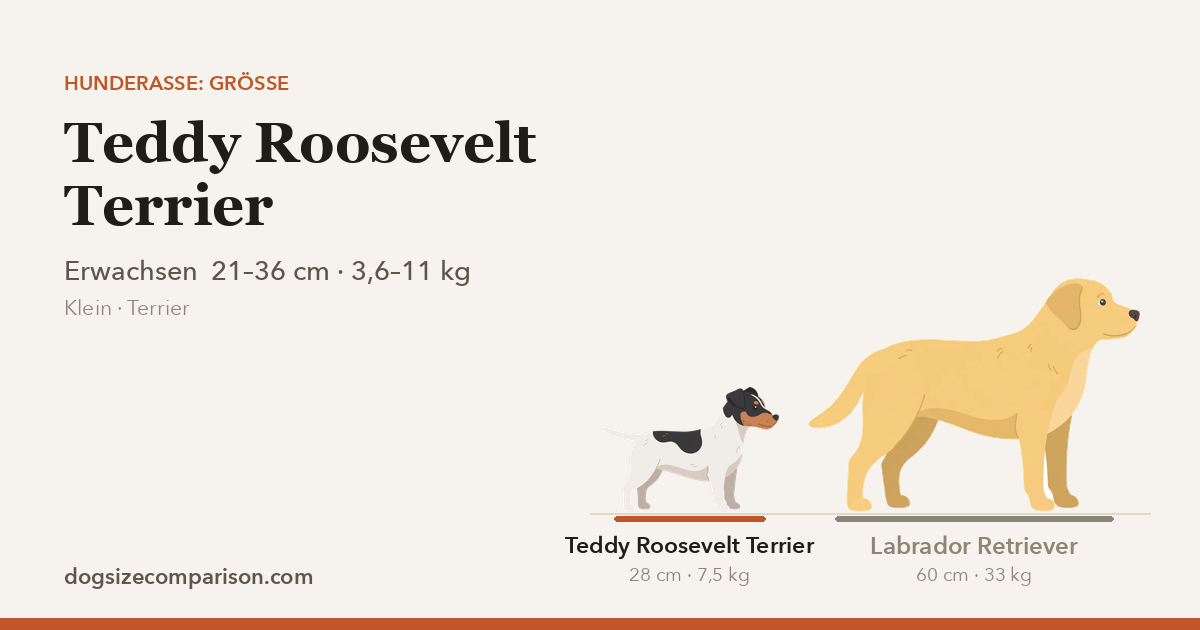 HUNDERASSE: GRÖSSE
Teddy Roosevelt
Terrier
Erwachsen 21–36 cm · 3,6–11 kg
Klein · Terrier
Teddy Roosevelt Terrier
28 cm · 7,5 kg
Labrador Retriever
60 cm · 33 kg
dogsizecomparison.com